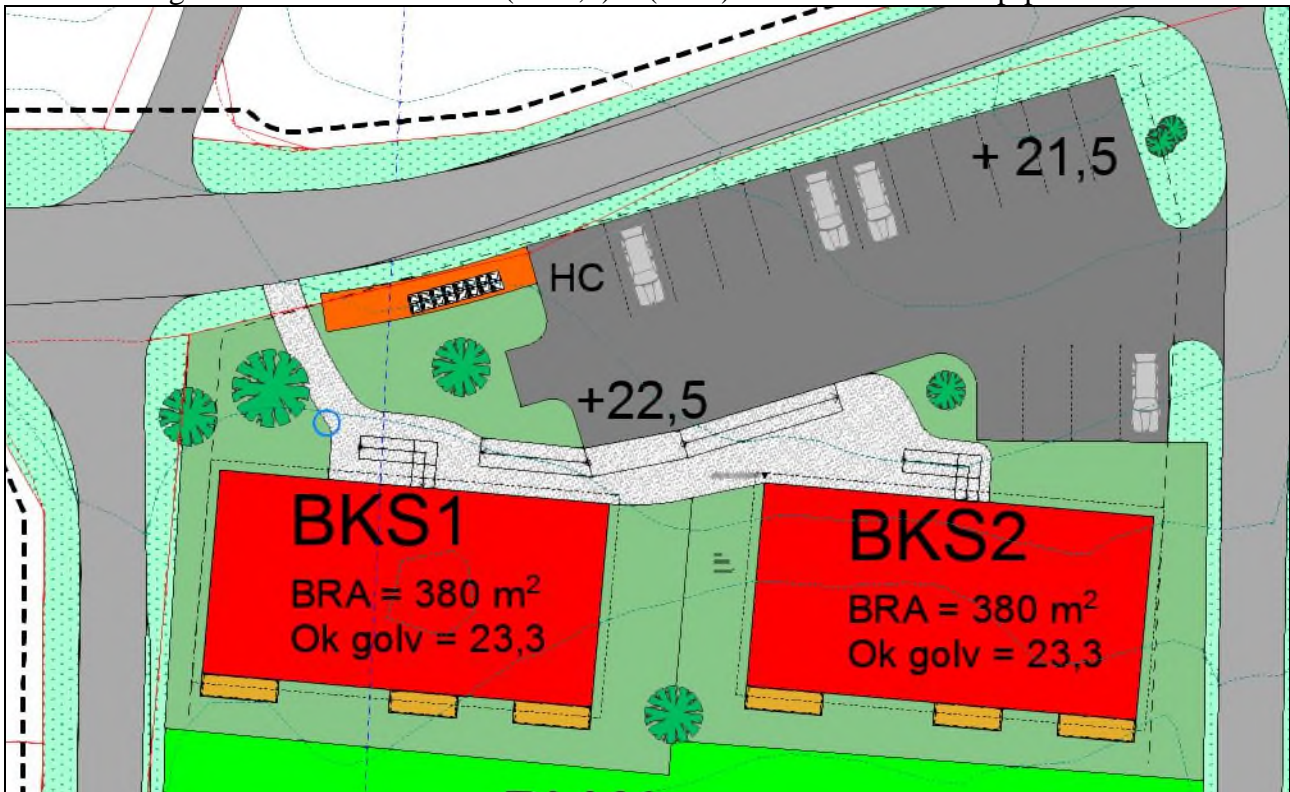 + 21,5
HC
+22,5
BKS1
BRA = 380 m²
Ok golv = 23,3
BKS2
BRA = 380 m²
Ok golv = 23,3